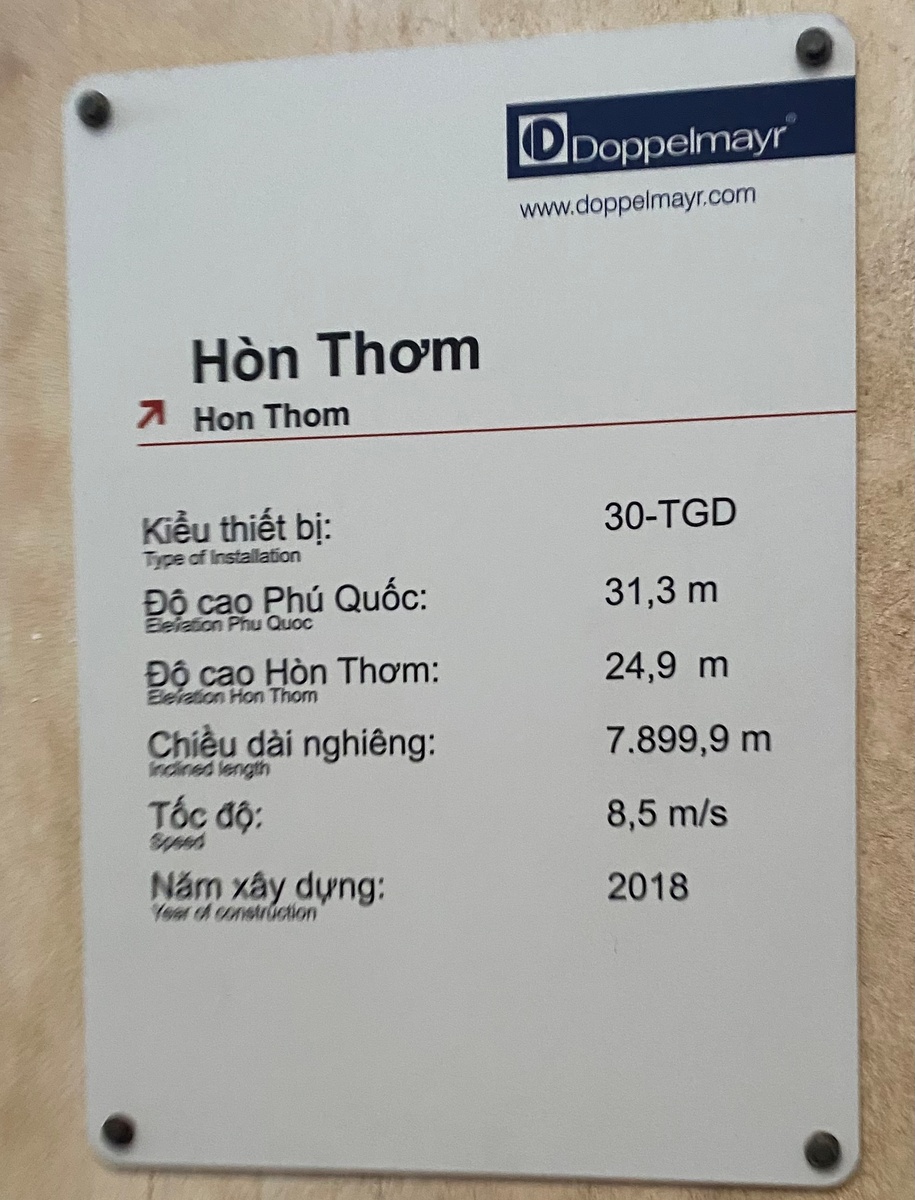 Doppelmayr®
www.doppelmayr.com
Hòn Thơm
Hon Thom
Kiểu thiết bị: 30-TGD
Type of Installation
Độ cao Phú Quốc: 31,3 m
Elevation Phu Quoc
Độ cao Hòn Thơm: 24,9 m
Elevation Hon Thom
Chiều dài nghiêng: 7.899,9 m
Inclined length
Tốc độ: 8,5 m/s
Speed
Năm xây dựng: 2018
Year of construction